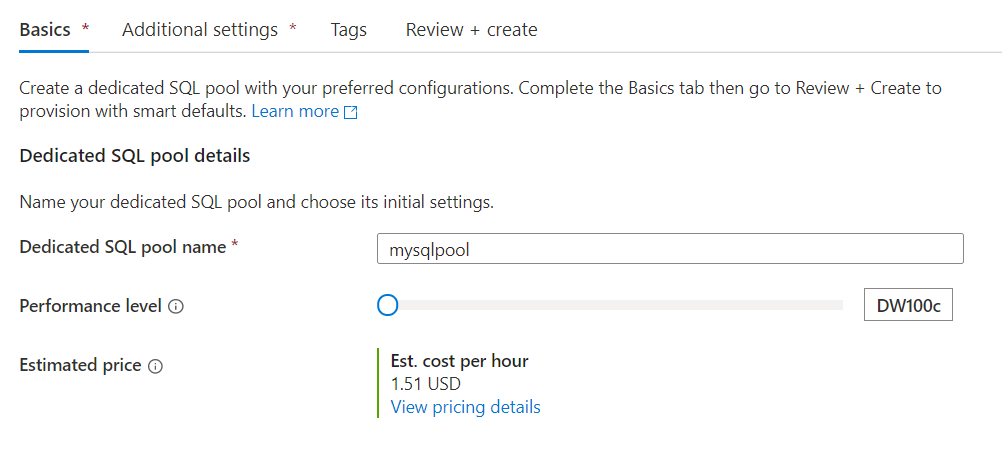 Basics * Additional settings * Tags Review + create
Create a dedicated SQL pool with your preferred configurations. Complete the Basics tab then go to Review + Create to
provision with smart defaults. Learn more
Dedicated SQL pool details
Name your dedicated SQL pool and choose its initial settings.
Dedicated SQL pool name * mysqlpool
Performance level DW100c
Estimated price Est. cost per hour
1.51 USD
View pricing details